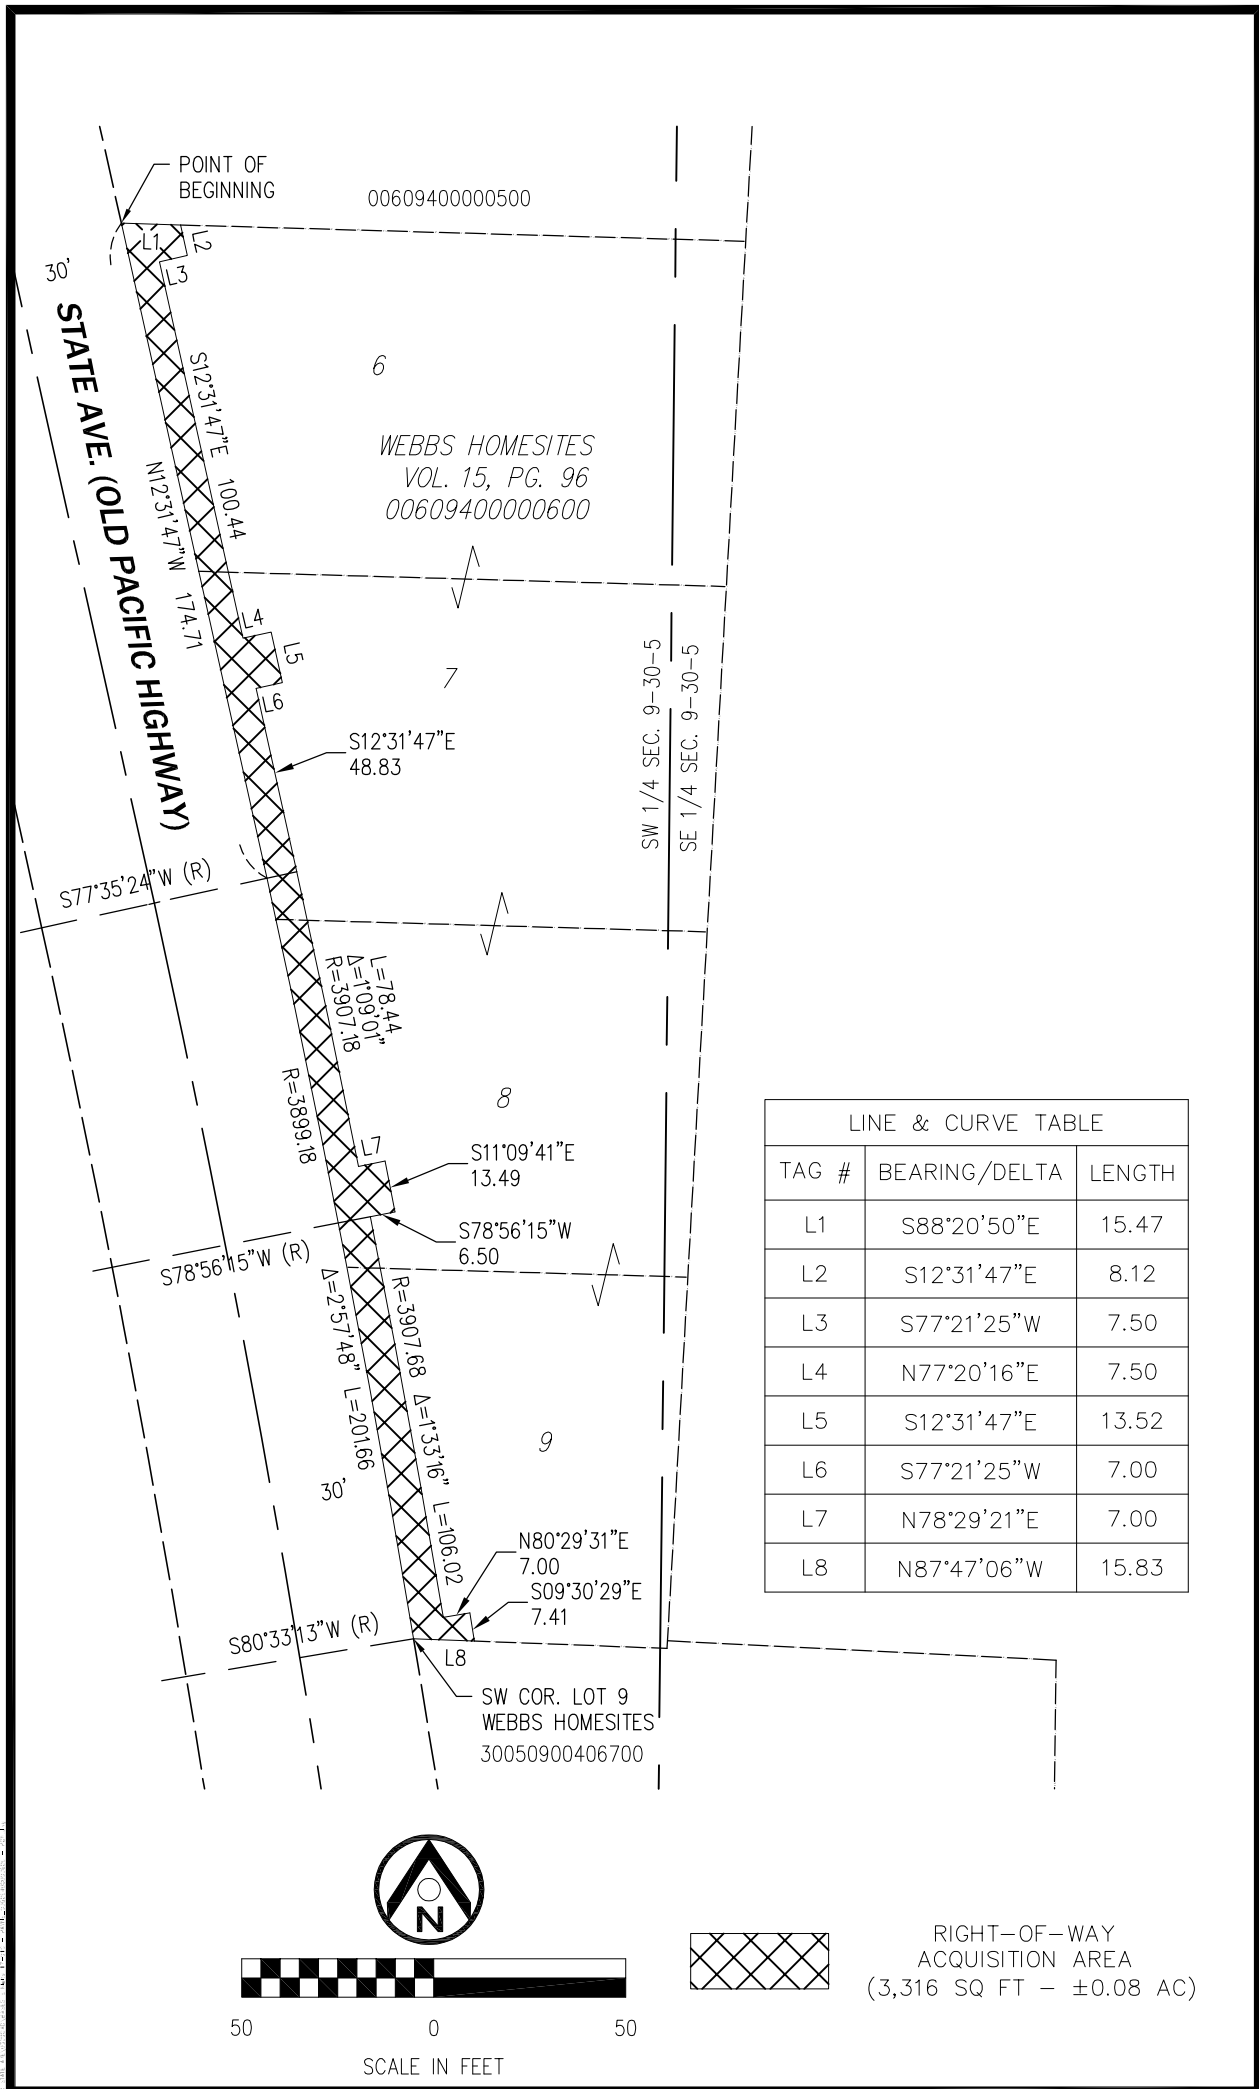 POINT OF
BEGINNING
00609400000500
L1
L2
L3
30'
STATE AVE. (OLD PACIFIC HIGHWAY)
S12°31'47"E 100.44
N12°31'47"W 174.71
6
WEBBS HOMESITES
VOL. 15, PG. 96
00609400000600
L4
L5
L6
7
S12°31'47"E
48.83
SW 1/4 SEC. 9-30-5
SE 1/4 SEC. 9-30-5
S77°35'24"W (R)
L=78.44
Δ=1°09'01"
R=3907.18
R=3899.18
8
L7
S11°09'41"E
13.49
S78°56'15"W
6.50
S78°56'15"W (R)
Δ=2°57'48" L=201.66
R=3907.68 Δ=1°33'16" L=106.02
9
30'
N80°29'31"E
7.00
S09°30'29"E
7.41
S80°33'13"W (R)
L8
SW COR. LOT 9
WEBBS HOMESITES
30050900406700
LINE & CURVE TABLE
TAG # BEARING/DELTA LENGTH
L1 S88°20'50"E 15.47
L2 S12°31'47"E 8.12
L3 S77°21'25"W 7.50
L4 N77°20'16"E 7.50
L5 S12°31'47"E 13.52
L6 S77°21'25"W 7.00
L7 N78°29'21"E 7.00
L8 N87°47'06"W 15.83
N
50 0 50
SCALE IN FEET
RIGHT-OF-WAY
ACQUISITION AREA
(3,316 SQ FT - ±0.08 AC)